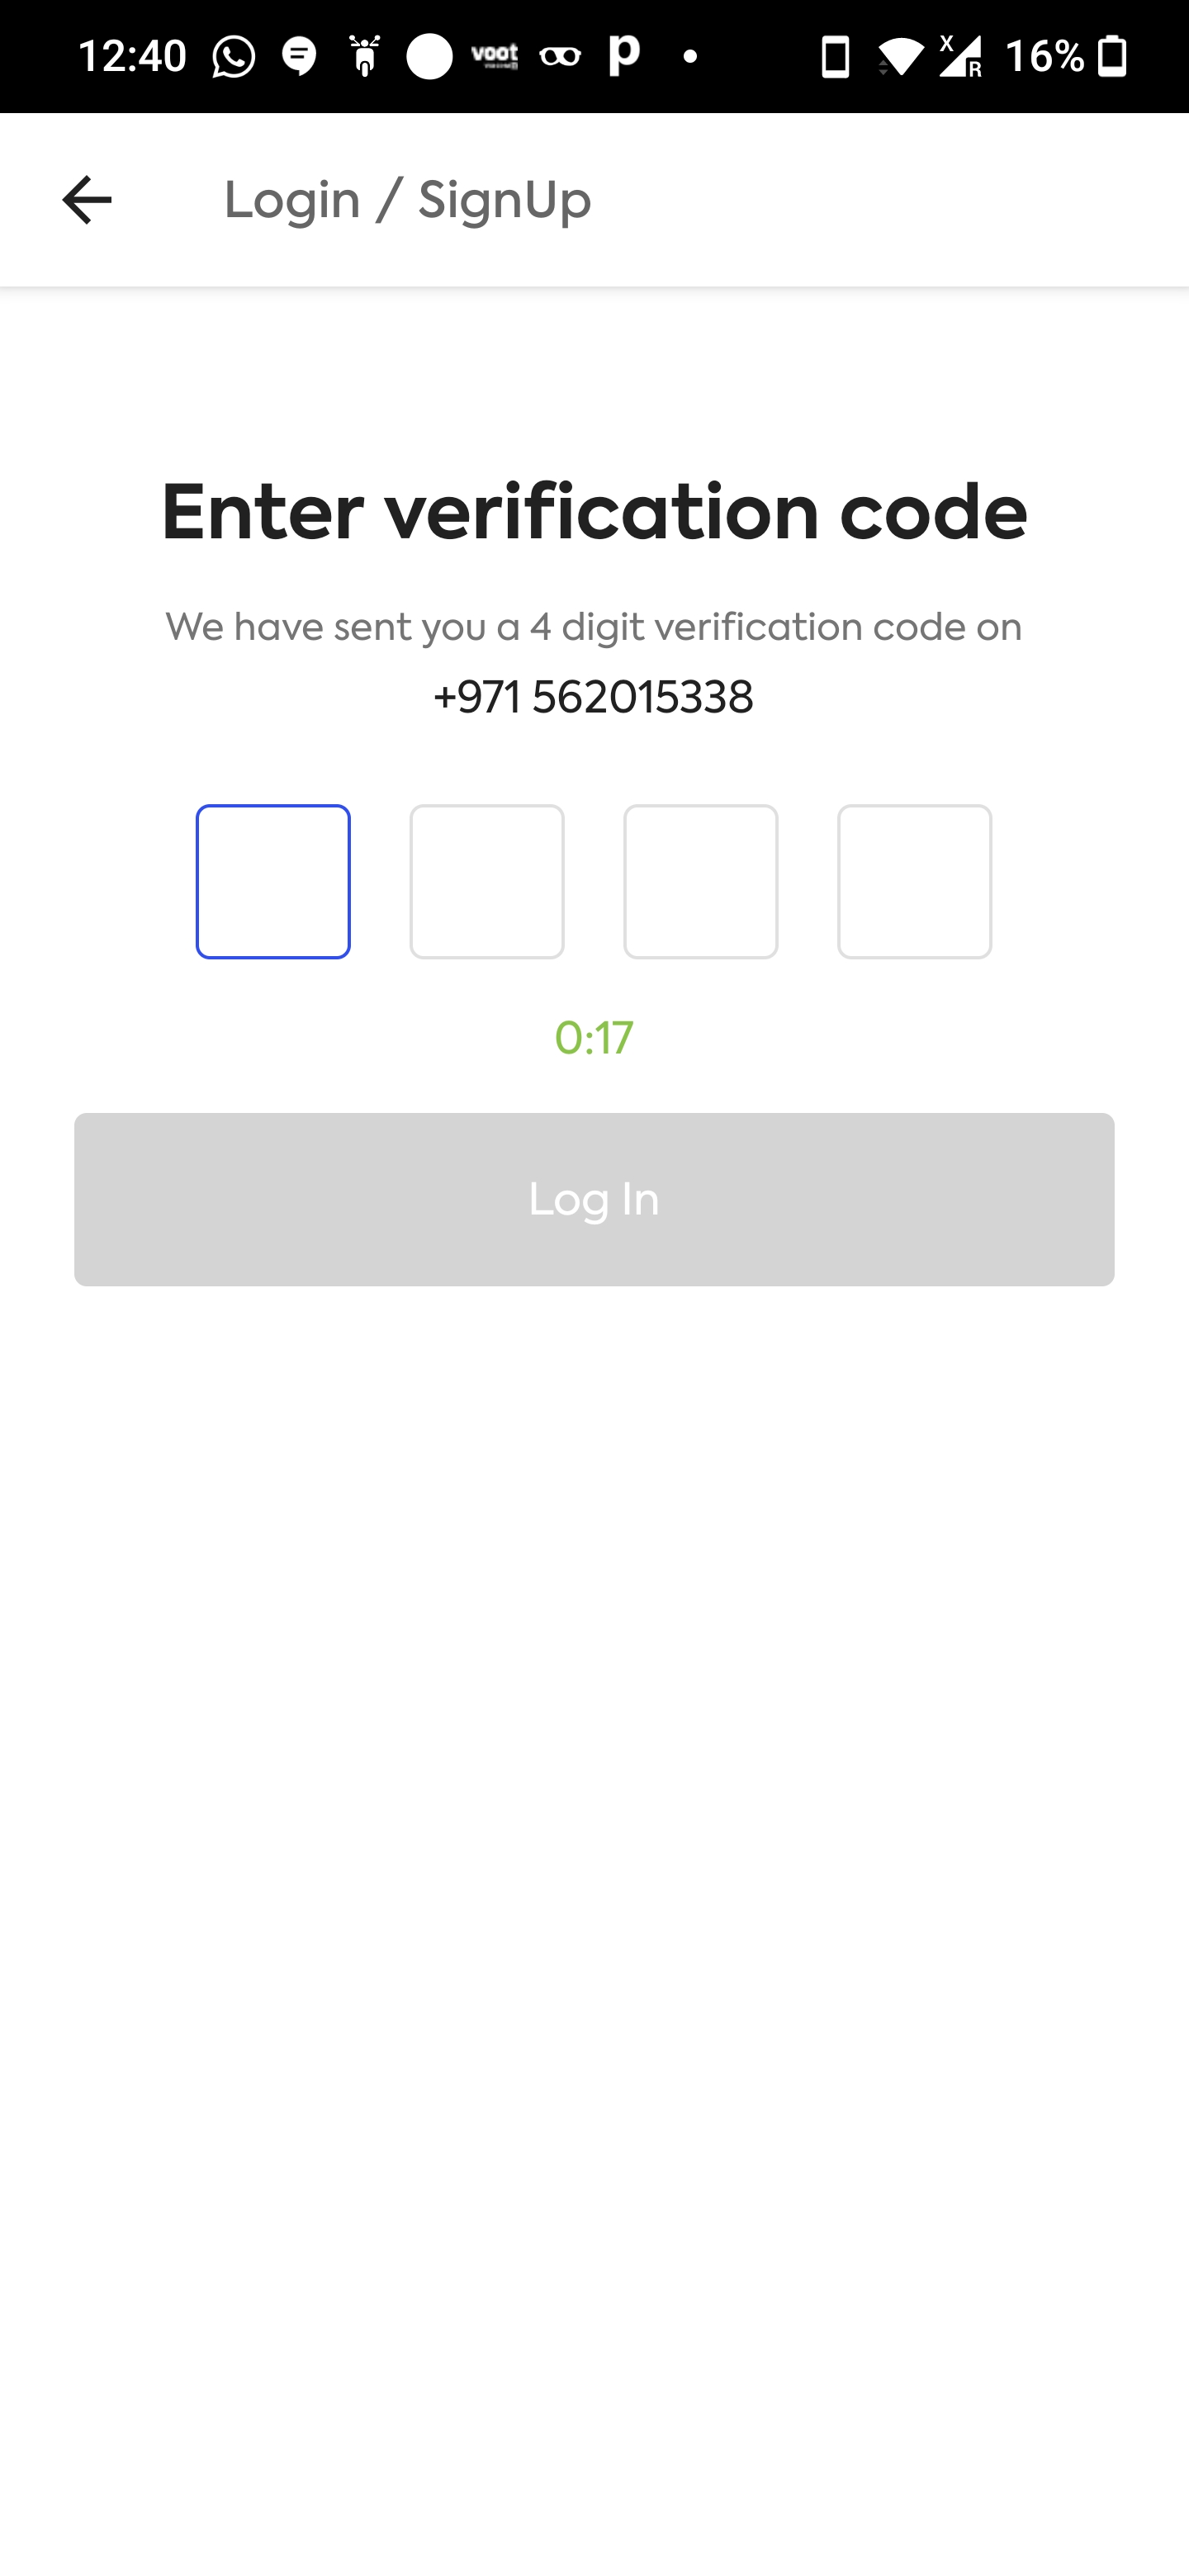 12:40 voot p 16%
Login / SignUp
Enter verification code
We have sent you a 4 digit verification code on
+971 562015338
0:17
Log In